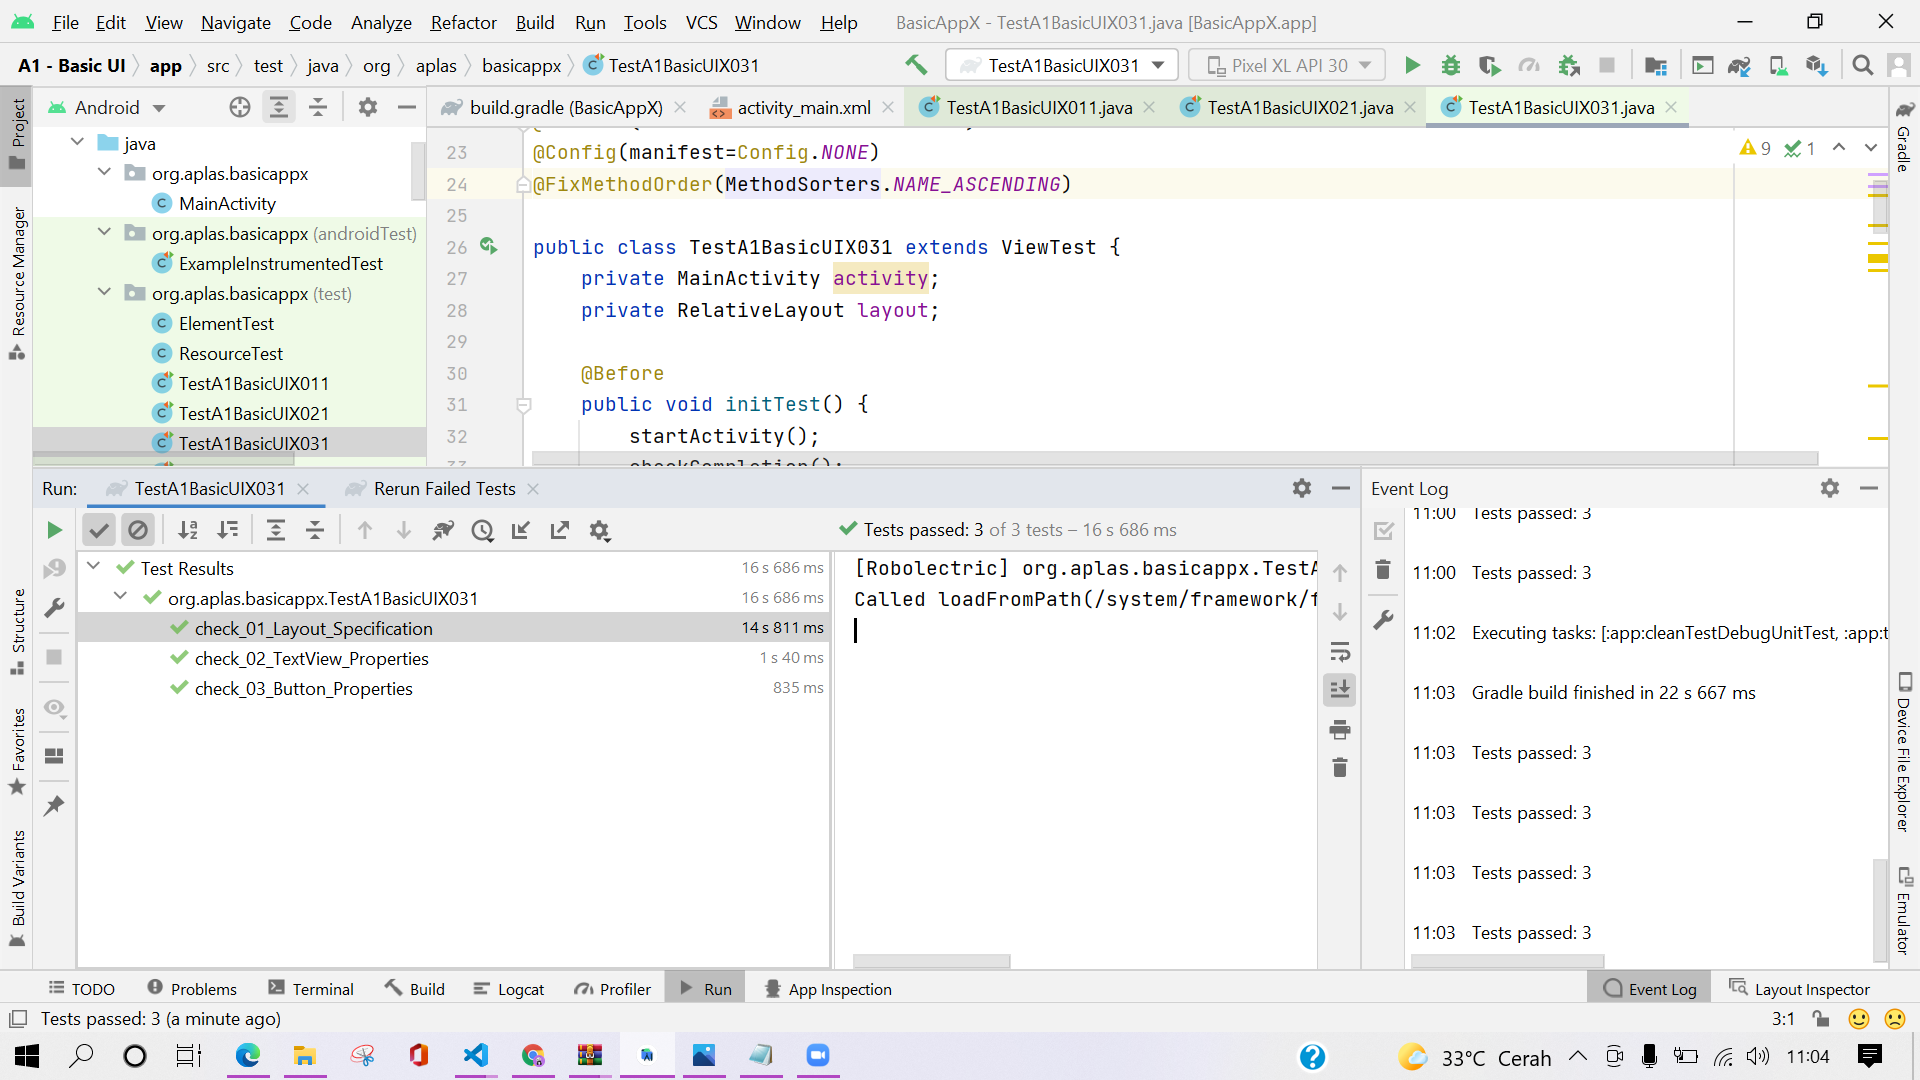 File Edit View Navigate Code Analyze Refactor Build Run Tools VCS Window Help BasicAppX - TestA1BasicUIX031.java [BasicAppX.app]
A1 - Basic UI app src test java org aplas basicappx TestA1BasicUIX031 TestA1BasicUIX031 Pixel XL API 30
Project
Resource Manager
Structure
Favorites
Build Variants
Android
java
org.aplas.basicappx
MainActivity
org.aplas.basicappx (androidTest)
ExampleInstrumentedTest
org.aplas.basicappx (test)
ElementTest
ResourceTest
TestA1BasicUIX011
TestA1BasicUIX021
TestA1BasicUIX031
build.gradle (BasicAppX) activity_main.xml TestA1BasicUIX011.java TestA1BasicUIX021.java TestA1BasicUIX031.java
9 1
23 @Config(manifest=Config.NONE)
24 @FixMethodOrder(MethodSorters.NAME_ASCENDING)
25
26 public class TestA1BasicUIX031 extends ViewTest {
27 private MainActivity activity;
28 private RelativeLayout layout;
29
30 @Before
31 public void initTest() {
32 startActivity();
33 checkCompletion();
Gradle
Device File Explorer
Emulator
Run: TestA1BasicUIX031 Rerun Failed Tests
Tests passed: 3 of 3 tests – 16 s 686 ms
Test Results 16 s 686 ms
org.aplas.basicappx.TestA1BasicUIX031 16 s 686 ms
check_01_Layout_Specification 14 s 811 ms
check_02_TextView_Properties 1 s 40 ms
check_03_Button_Properties 835 ms
[Robolectric] org.aplas.basicappx.TestA
Called loadFromPath(/system/framework/f
Event Log
11:00 Tests passed: 3
11:00 Tests passed: 3
11:02 Executing tasks: [:app:cleanTestDebugUnitTest, :app:t
11:03 Gradle build finished in 22 s 667 ms
11:03 Tests passed: 3
11:03 Tests passed: 3
11:03 Tests passed: 3
11:03 Tests passed: 3
TODO Problems Terminal Build Logcat Profiler Run App Inspection Event Log Layout Inspector
Tests passed: 3 (a minute ago) 3:1
33°C Cerah 11:04